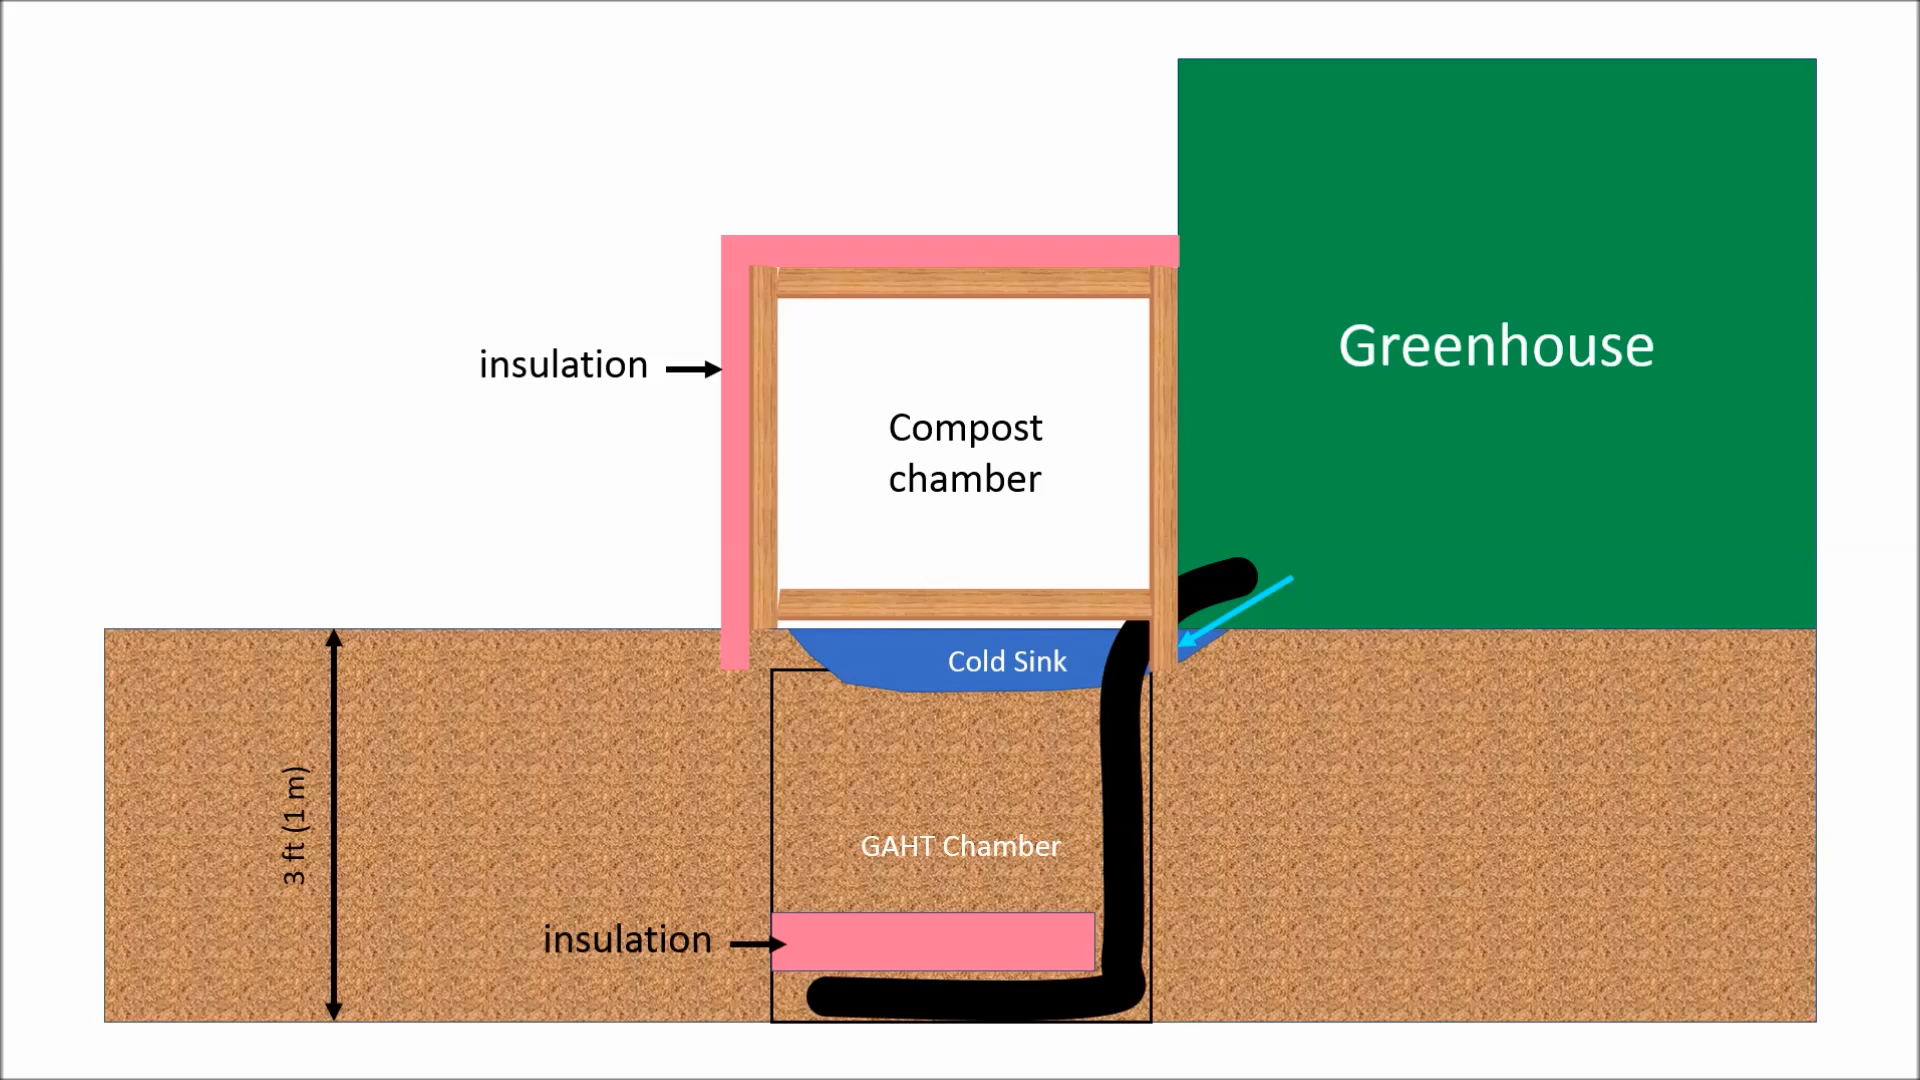 Greenhouse
insulation
Compost
chamber
Cold Sink
3 ft (1 m)
GAHT Chamber
insulation